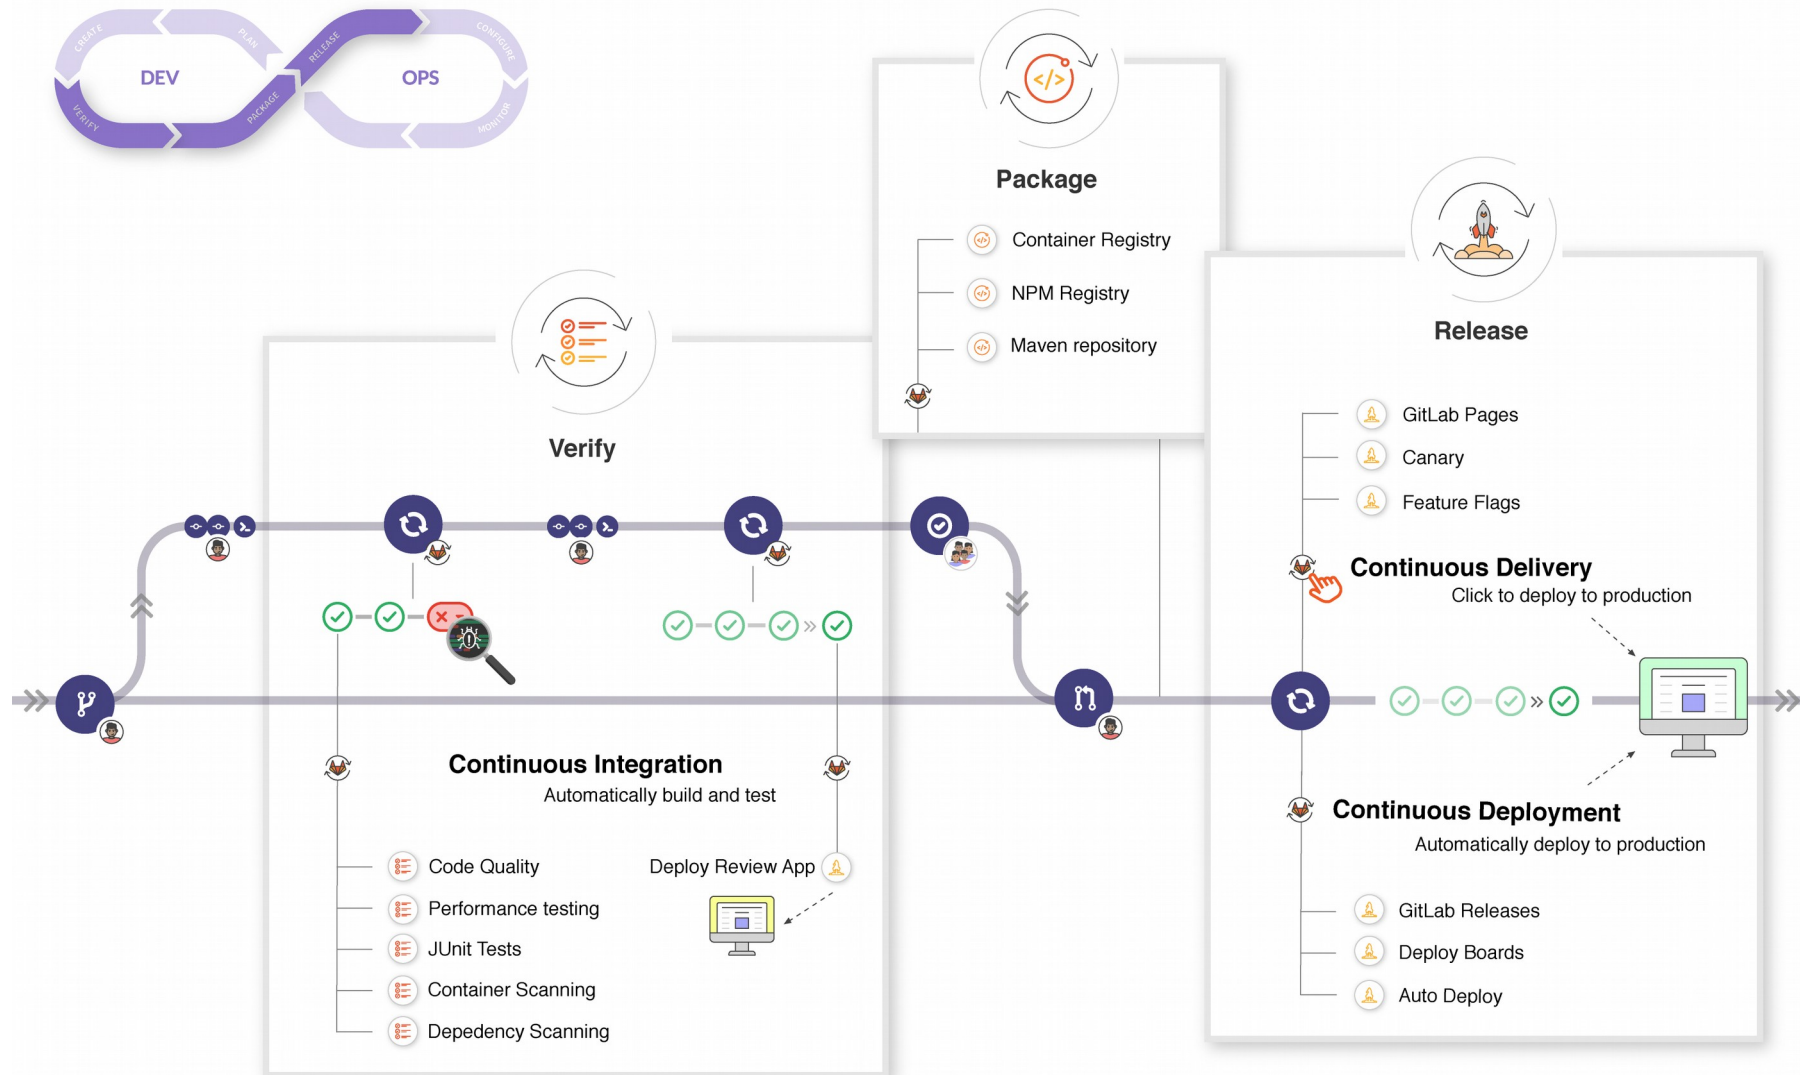 CREATE
PLAN
RELEASE
CONFIGURE
DEV
OPS
VERIFY
PACKAGE
MONITOR
Package
Container Registry
NPM Registry
Maven repository
Release
GitLab Pages
Canary
Feature Flags
Continuous Delivery
Click to deploy to production
Verify
Continuous Integration
Automatically build and test
Code Quality
Performance testing
JUnit Tests
Container Scanning
Depedency Scanning
Deploy Review App
Continuous Deployment
Automatically deploy to production
GitLab Releases
Deploy Boards
Auto Deploy